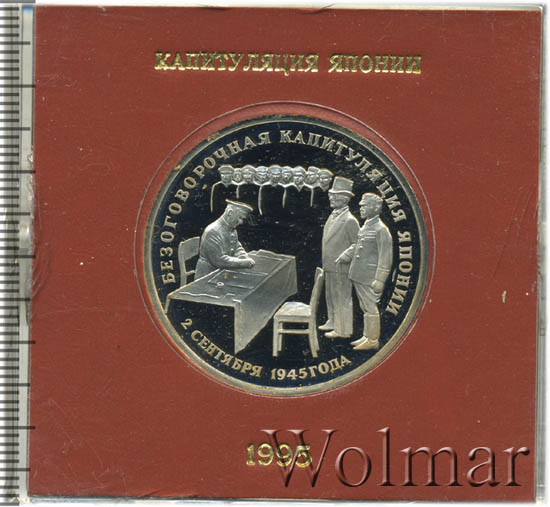 КАПИТУЛЯЦИЯ ЯПОНИИ
БЕЗОГОВОРОЧНАЯ КАПИТУЛЯЦИЯ ЯПОНИИ
2 СЕНТЯБРЯ 1945 ГОДА
1995
Wolmar